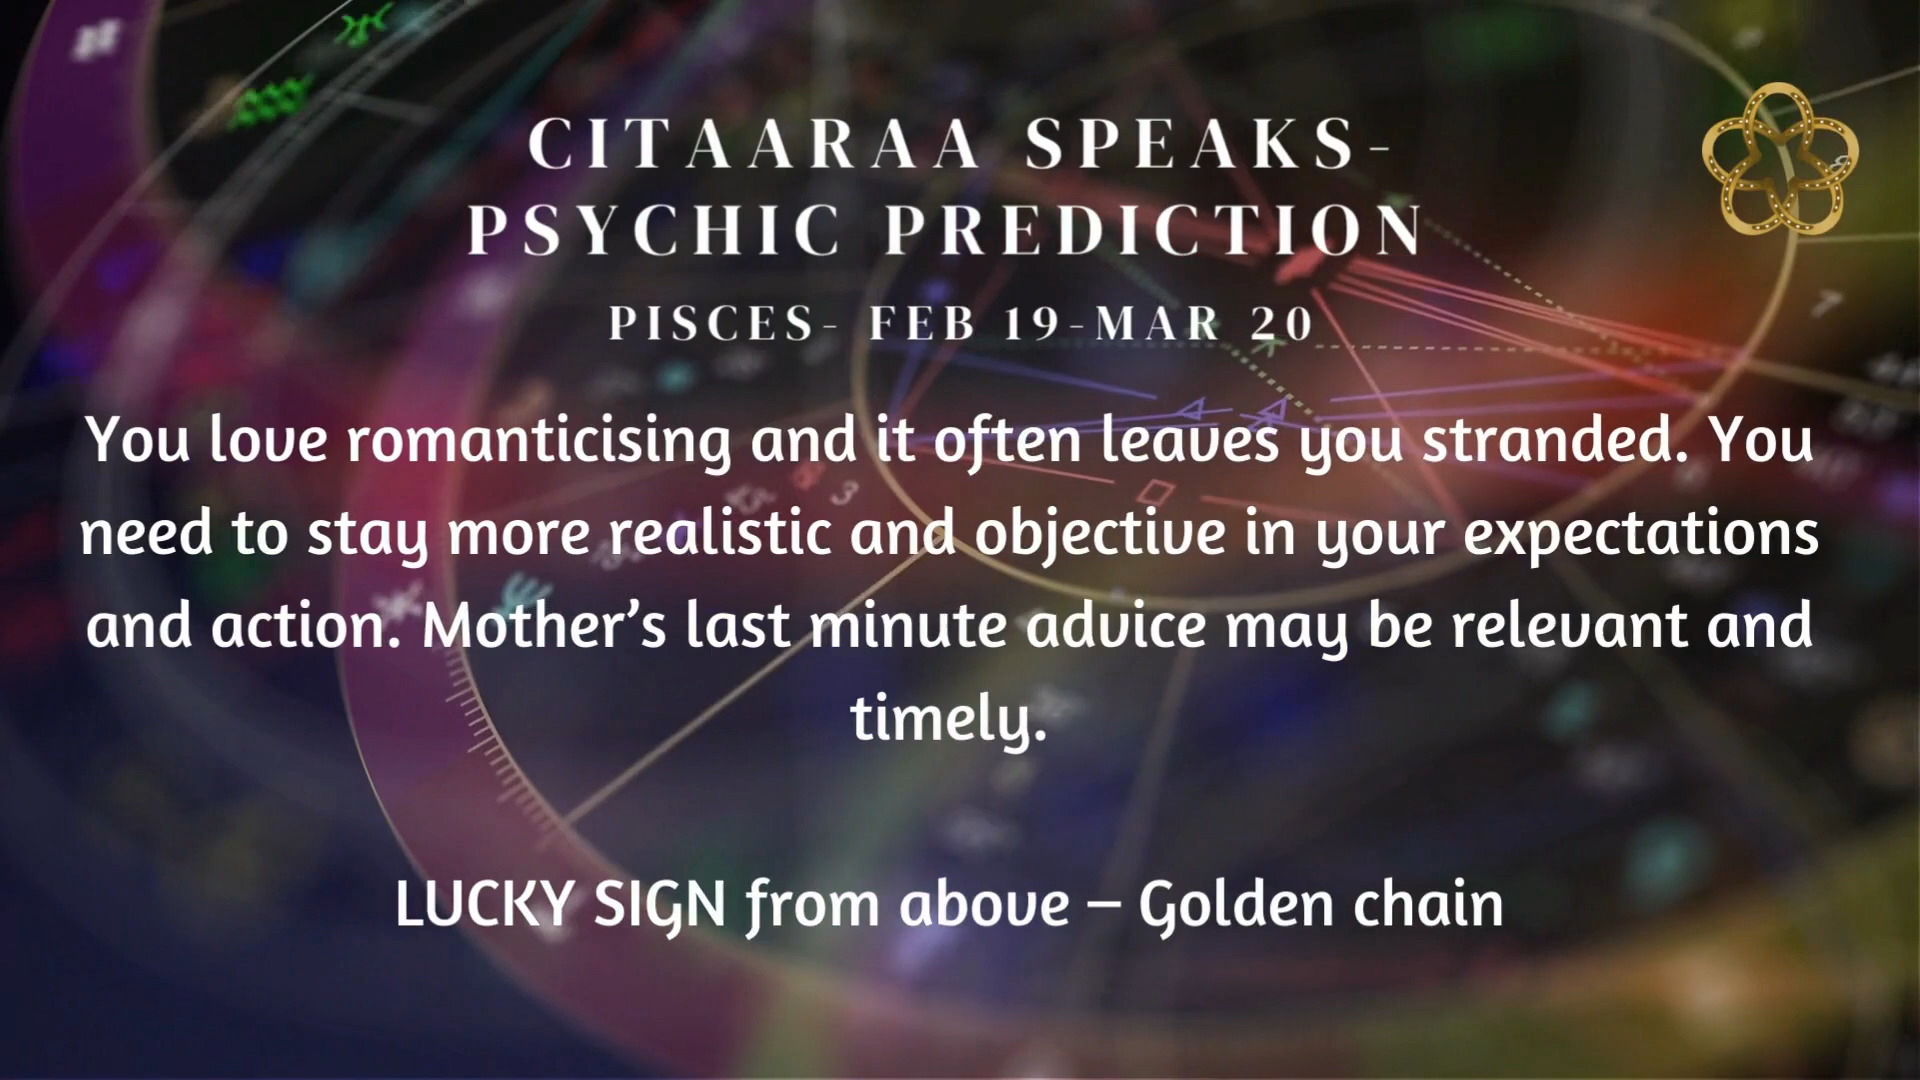 CITAARAA SPEAKS-
PSYCHIC PREDICTION
PISCES- FEB 19-MAR 20
You love romanticising and it often leaves you stranded. You
need to stay more realistic and objective in your expectations
and action. Mother’s last minute advice may be relevant and
timely.
LUCKY SIGN from above – Golden chain